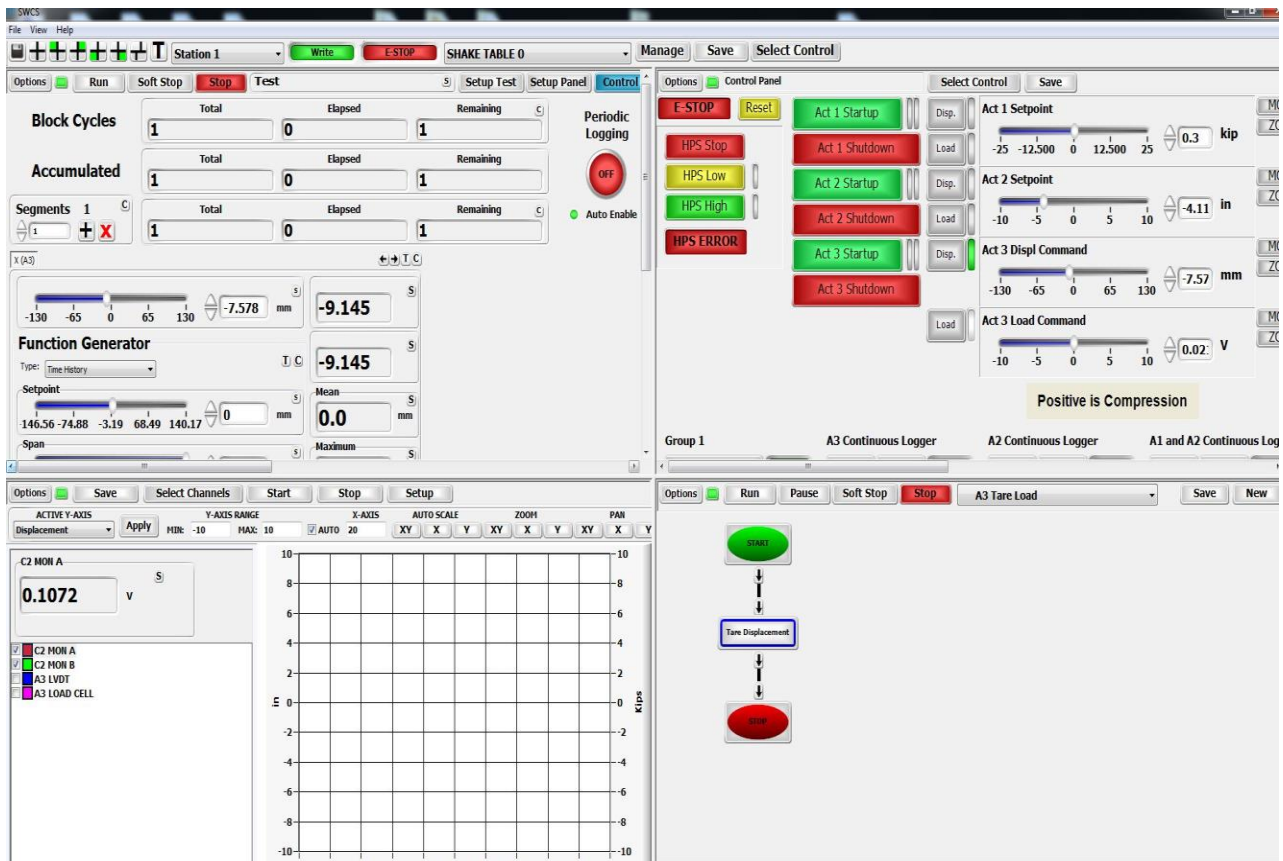 SWCS
File View Help
T Station 1 Write E-STOP SHAKE TABLE 0 Manage Save Select Control
Options Run Soft Stop Stop Test S Setup Test Setup Panel Control
Block Cycles
Total Elapsed Remaining C
1 0 1
Periodic
Logging
OFF
Auto Enable
Accumulated
Total Elapsed Remaining
1 0 1
Segments 1 C
1 + X
Total Elapsed Remaining C
1 0 1
X (A3) T C
-130 -65 0 65 130 -7.578 mm S
-9.145 S
Function Generator
Type: Time History T C
-9.145 S
Setpoint
-146.56 -74.88 -3.19 68.49 140.17 0 mm S
Mean
0.0 mm S
Span S
Maximum S
Options Control Panel Select Control Save
E-STOP Reset
HPS Stop
HPS Low
HPS High
HPS ERROR
Act 1 Startup Disp.
Act 1 Shutdown Load
Act 2 Startup Disp.
Act 2 Shutdown Load
Act 3 Startup Disp.
Act 3 Shutdown
Load
Act 1 Setpoint
-25 -12.500 0 12.500 25 0.3 kip
Act 2 Setpoint
-10 -5 0 5 10 -4.11 in
Act 3 Displ Command
-130 -65 0 65 130 -7.57 mm
Act 3 Load Command
-10 -5 0 5 10 0.02 V
Positive is Compression
Group 1 A3 Continuous Logger A2 Continuous Logger A1 and A2 Continuous Log
Options Save Select Channels Start Stop Setup
ACTIVE Y-AXIS Y-AXIS RANGE X-AXIS AUTO SCALE ZOOM PAN
Displacement Apply MIN: -10 MAX: 10 AUTO 20 XY X Y XY X Y XY X Y
C2 MON A
0.1072 V S
C2 MON A
C2 MON B
A3 LVDT
A3 LOAD CELL
10 10
8 8
6 6
4 4
2 2
in 0 0 Kips
-2 -2
-4 -4
-6 -6
-8 -8
-10 -10
Options Run Pause Soft Stop Stop A3 Tare Load Save New
START
Tare Displacement
STOP